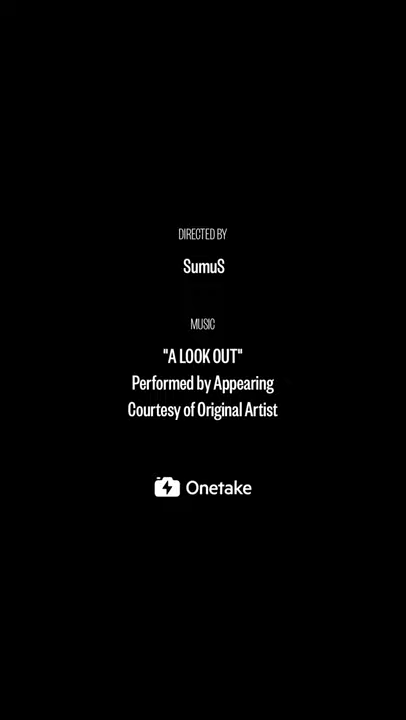 DIRECTED BY
SumuS
MUSIC
"A LOOK OUT"
Performed by Appearing
Courtesy of Original Artist
Onetake